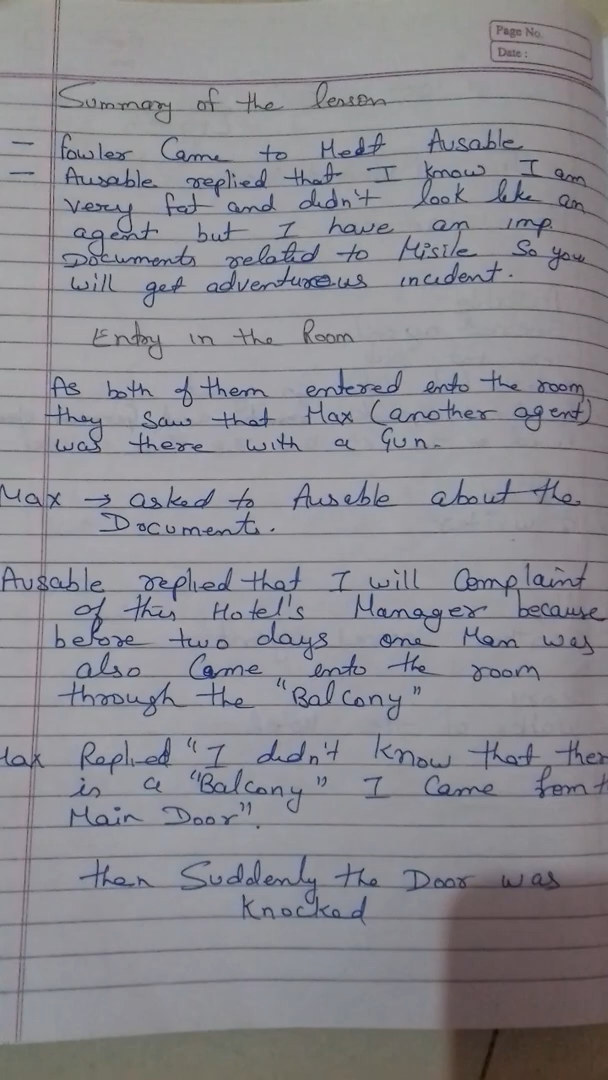 Page No.
Date :
Summary of the lesson
- fowler Came to Meet Ausable
- Ausable replied that I know I am
very fat and didn't look like an
agent but I have an imp.
Documents related to Misile So you
will get adventureous incident.
Entry in the Room
As both of them entered ento the room
they saw that Max (another agent)
was there with a Gun.
Max → asked to Ausable about the
Documents.
Ausable replied that I will Complaint
of this Hotel's Manager because
before two days one Man was
also Came ento the room
through the "Balcony"
Max Replied "I didn't know that ther
is a "Balcony" I Came fom t
Main Door".
then Suddenly the Door was
Knocked